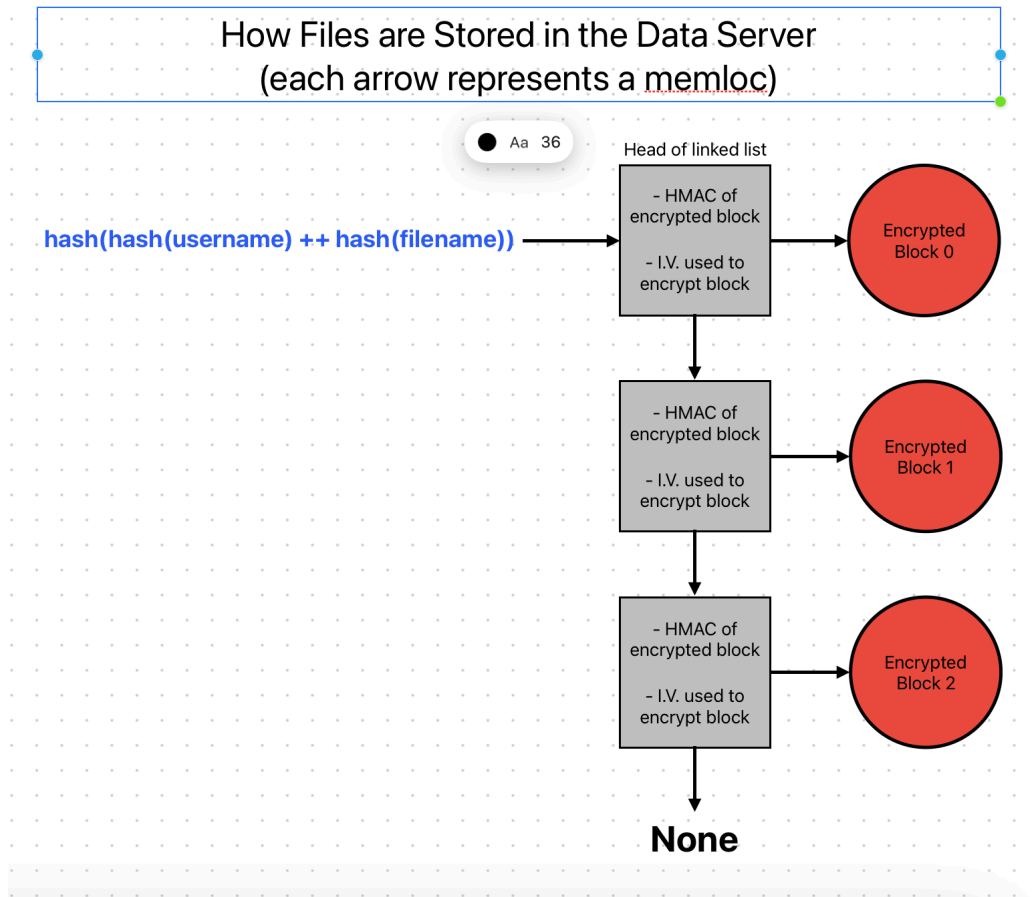 How Files are Stored in the Data Server
(each arrow represents a memloc)
Aa 36
Head of linked list
hash(hash(username) ++ hash(filename))
- HMAC of
encrypted block
- I.V. used to
encrypt block
Encrypted
Block 0
- HMAC of
encrypted block
- I.V. used to
encrypt block
Encrypted
Block 1
- HMAC of
encrypted block
- I.V. used to
encrypt block
Encrypted
Block 2
None